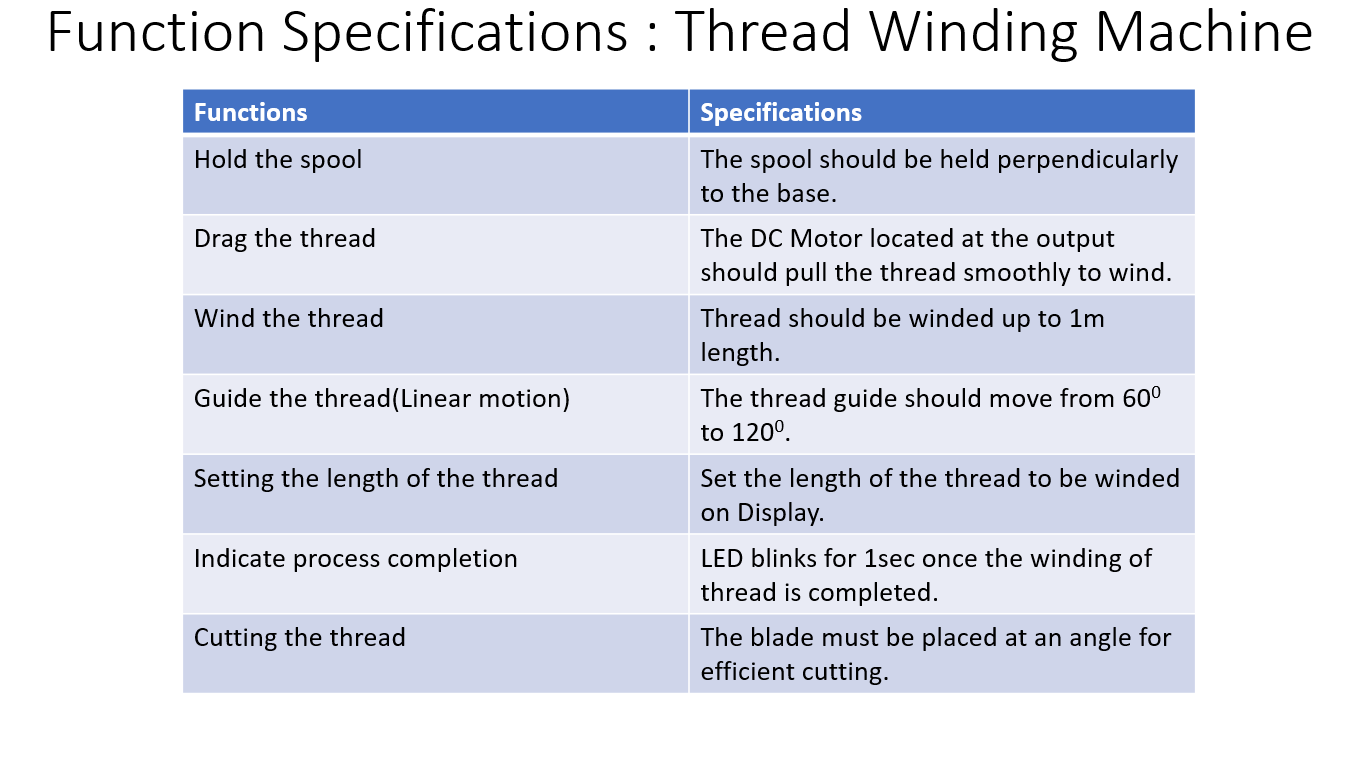 Function Specifications : Thread Winding Machine
Functions
Specifications
Hold the spool
The spool should be held perpendicularly
to the base.
Drag the thread
The DC Motor located at the output
should pull the thread smoothly to wind.
Wind the thread
Thread should be winded up to 1m
length.
Guide the thread(Linear motion)
The thread guide should move from 60⁰
to 120⁰.
Setting the length of the thread
Set the length of the thread to be winded
on Display.
Indicate process completion
LED blinks for 1sec once the winding of
thread is completed.
Cutting the thread
The blade must be placed at an angle for
efficient cutting.